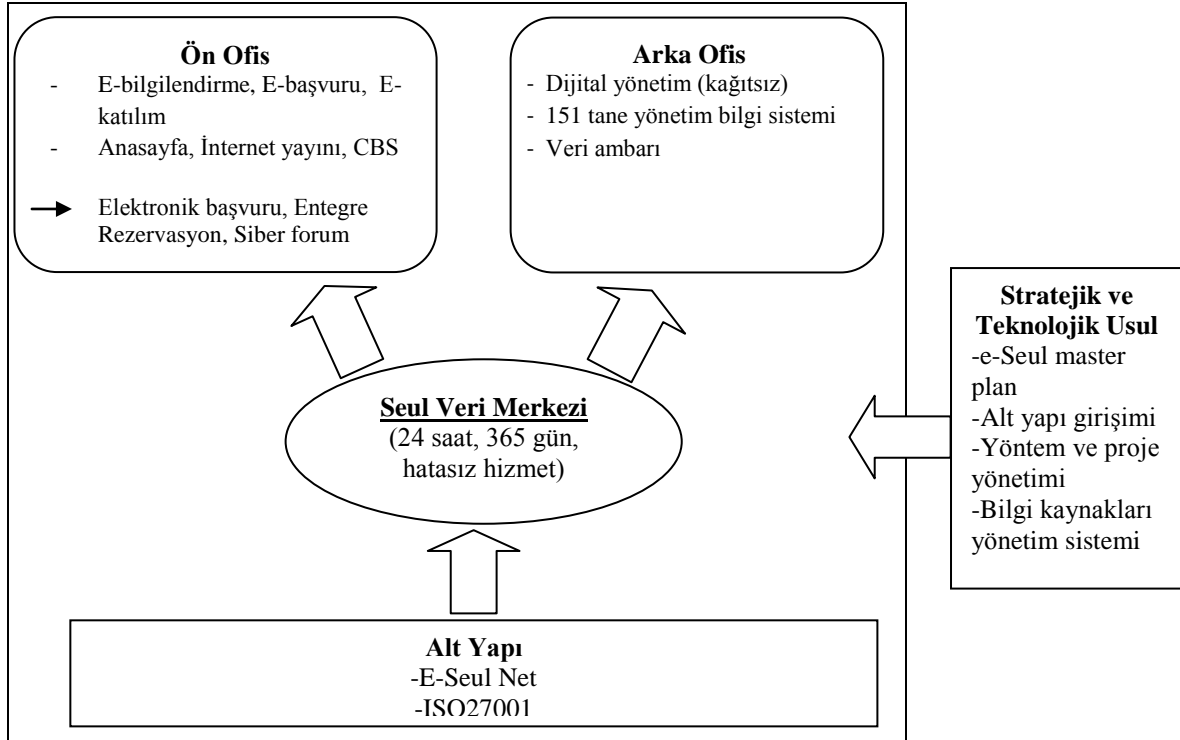 Ön Ofis
- E-bilgilendirme, E-başvuru, E-
katılım
- Anasayfa, İnternet yayını, CBS
Elektronik başvuru, Entegre
Rezervasyon, Siber forum
Arka Ofis
- Dijital yönetim (kağıtsız)
- 151 tane yönetim bilgi sistemi
- Veri ambarı
Seul Veri Merkezi
(24 saat, 365 gün,
hatasız hizmet)
Stratejik ve
Teknolojik Usul
-e-Seul master
plan
-Alt yapı girişimi
-Yöntem ve proje
yönetimi
-Bilgi kaynakları
yönetim sistemi
Alt Yapı
-E-Seul Net
-ISO27001